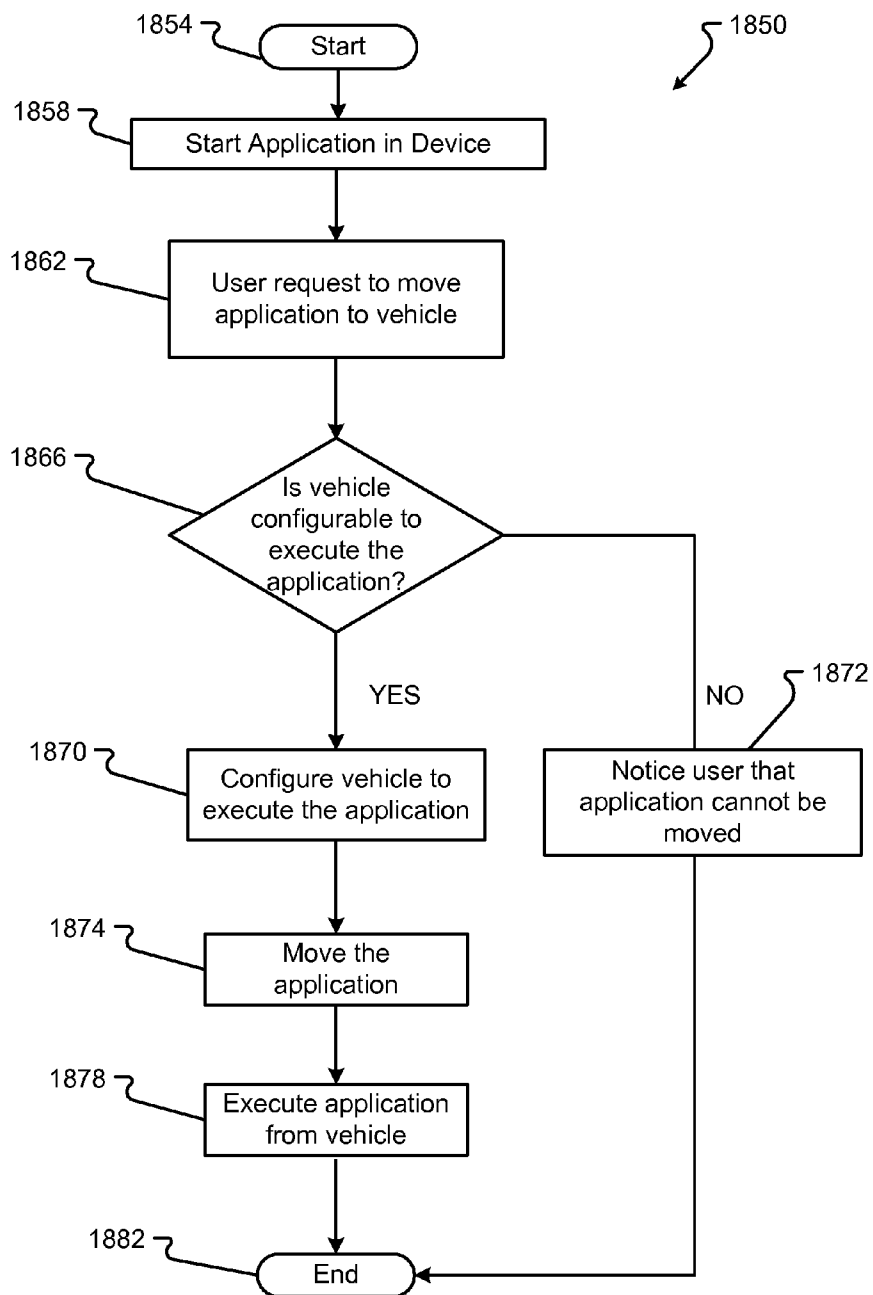 1854
Start
1850
1858
Start Application in Device
1862
User request to move
application to vehicle
1866
Is vehicle
configurable to
execute the
application?
YES
NO
1872
1870
Configure vehicle to
execute the application
Notice user that
application cannot be
moved
1874
Move the
application
1878
Execute application
from vehicle
1882
End